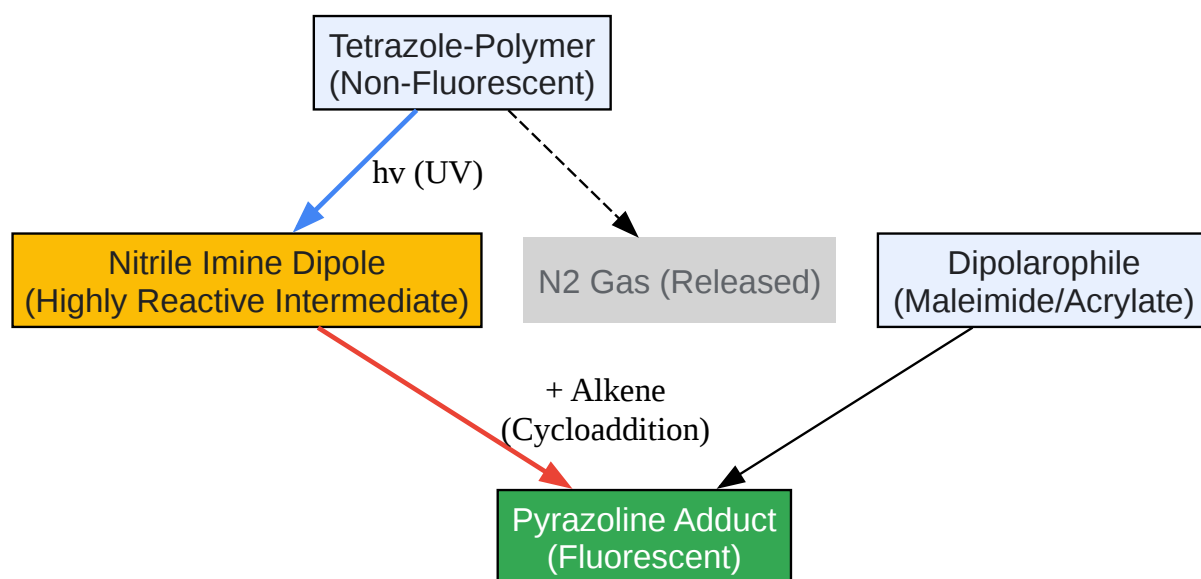 Tetrazole-Polymer
(Non-Fluorescent)
hv (UV)
Nitrile Imine Dipole
(Highly Reactive Intermediate)
N2 Gas (Released)
Dipolarophile
(Maleimide/Acrylate)
+ Alkene
(Cycloaddition)
Pyrazoline Adduct
(Fluorescent)